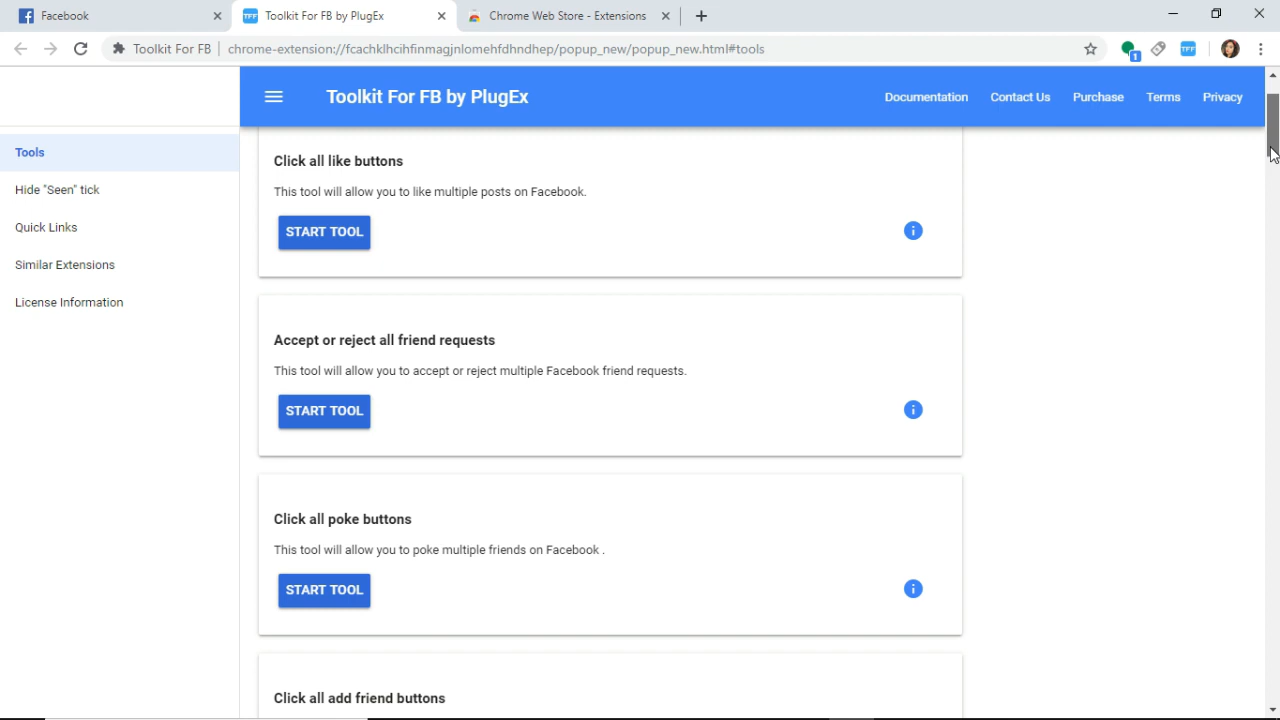 Facebook
TFF Toolkit For FB by PlugEx
Chrome Web Store - Extensions
Toolkit For FB
chrome-extension://fcachklhcihfinmagjnlomehfdhndhep/popup_new/popup_new.html#tools
1
TFF
Toolkit For FB by PlugEx
Documentation
Contact Us
Purchase
Terms
Privacy
Tools
Hide "Seen" tick
Quick Links
Similar Extensions
License Information
Click all like buttons
This tool will allow you to like multiple posts on Facebook.
START TOOL
Accept or reject all friend requests
This tool will allow you to accept or reject multiple Facebook friend requests.
START TOOL
Click all poke buttons
This tool will allow you to poke multiple friends on Facebook .
START TOOL
Click all add friend buttons